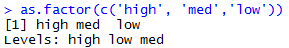 > as.factor(c('high', 'med','low'))
[1] high med  low
Levels: high low med